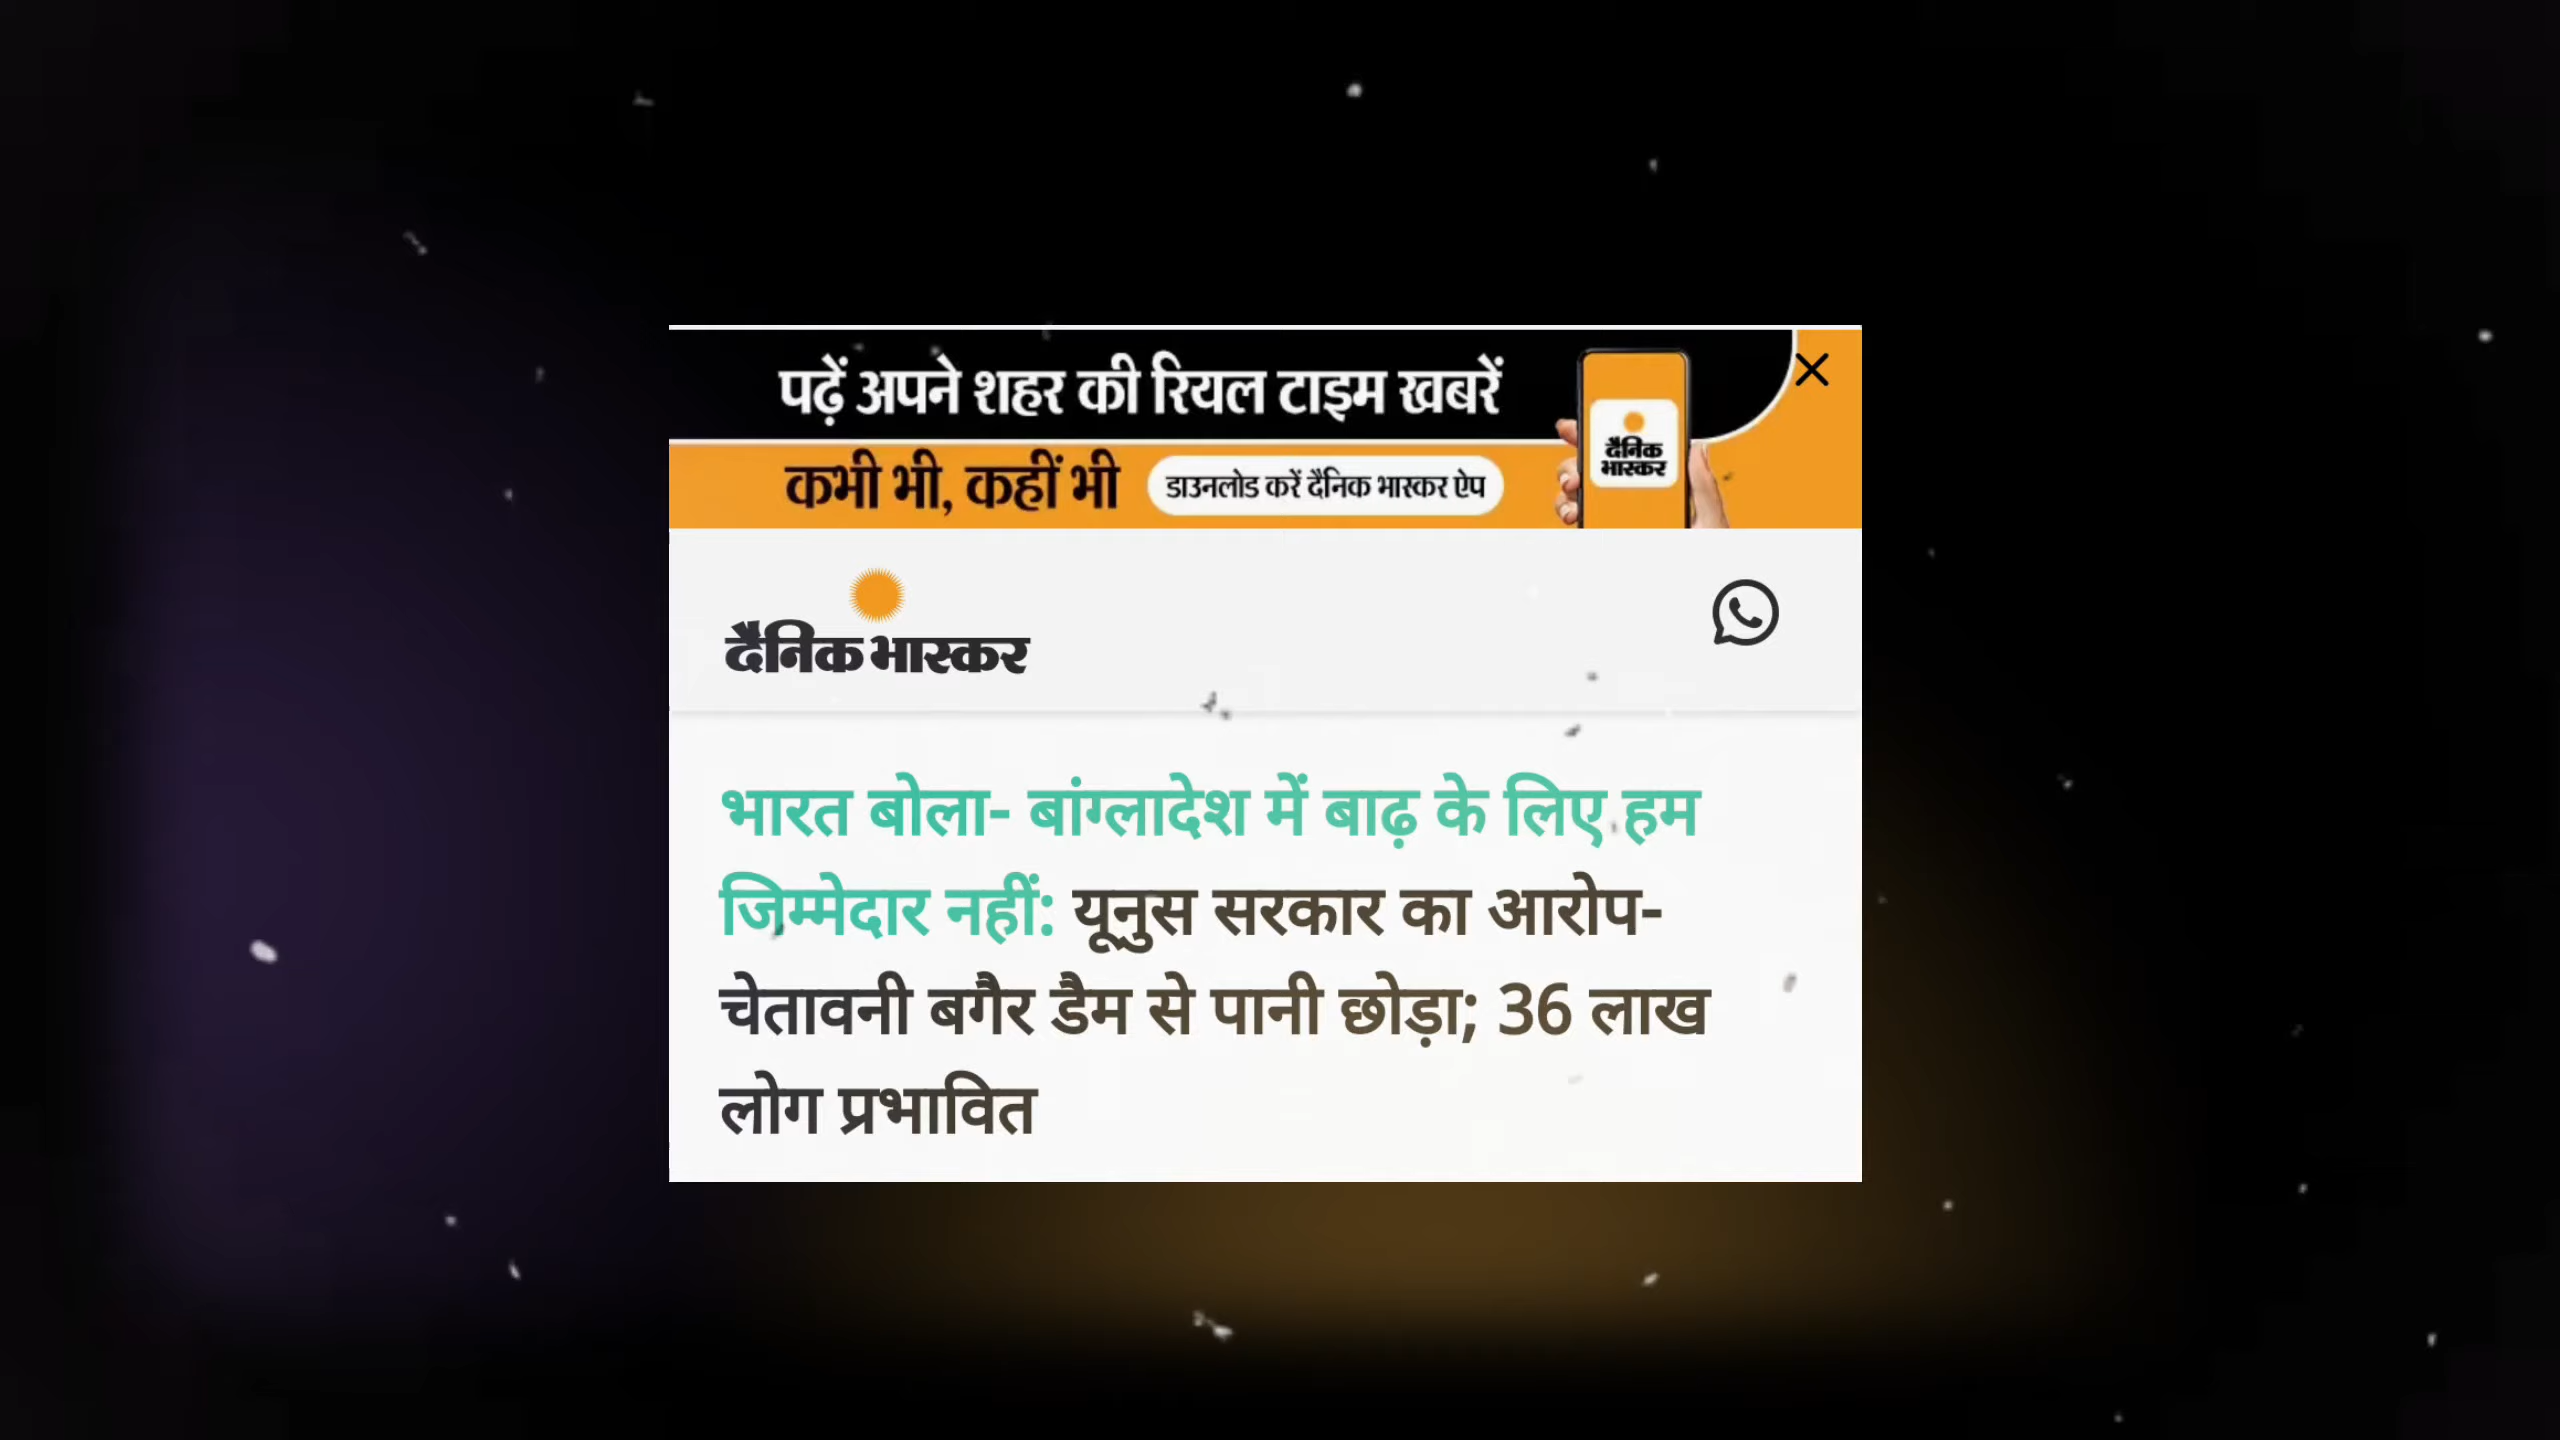 पढ़ें अपने शहर की रियल टाइम खबरें
कभी भी, कहीं भी डाउनलोड करें दैनिक भास्कर ऐप
दैनिक
भास्कर
दैनिक भास्कर
भारत बोला- बांग्लादेश में बाढ़ के लिए हम
जिम्मेदार नहीं: यूनुस सरकार का आरोप-
चेतावनी बगैर डैम से पानी छोड़ा; 36 लाख
लोग प्रभावित